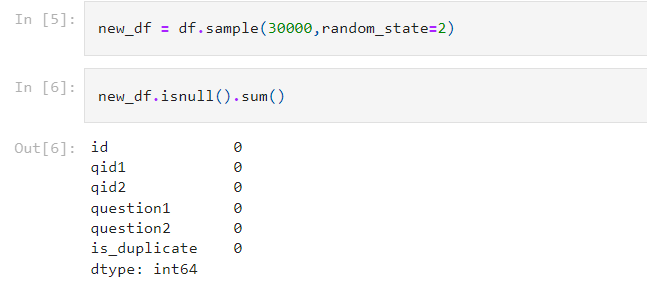 In [5]:
new_df = df.sample(30000,random_state=2)
In [6]:
new_df.isnull().sum()
Out[6]:
id 0
qid1 0
qid2 0
question1 0
question2 0
is_duplicate 0
dtype: int64